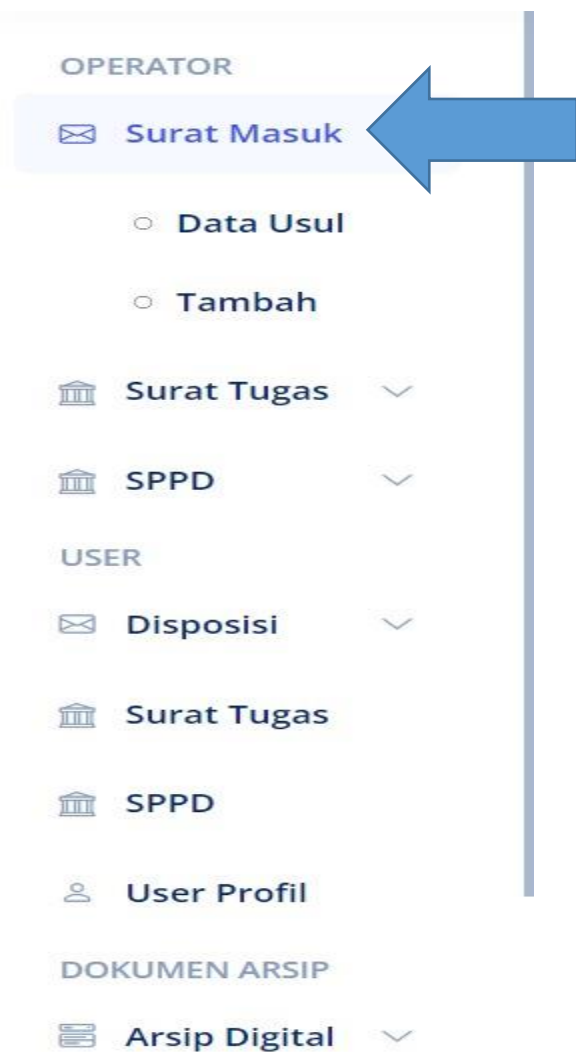 OPERATOR
Surat Masuk
Data Usul
Tambah
Surat Tugas
SPPD
USER
Disposisi
Surat Tugas
SPPD
User Profil
DOKUMEN ARSIP
Arsip Digital